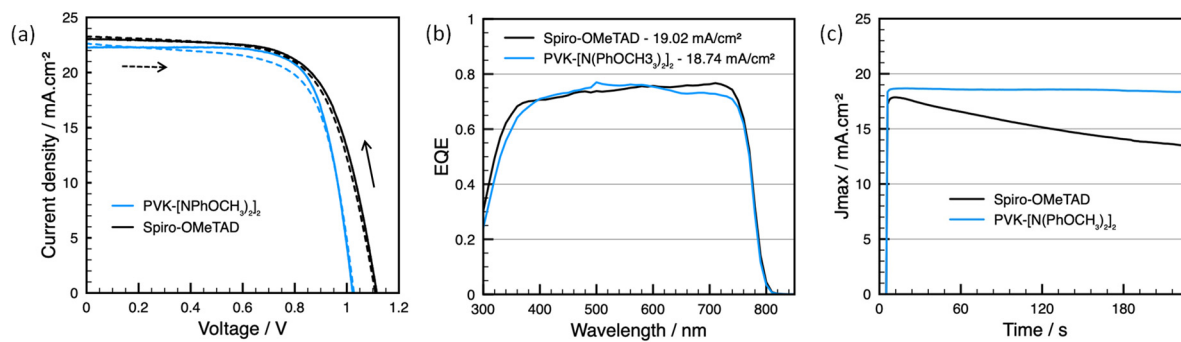 (a)
25
20
15
10
5
0
Current density / mA.cm⁻²
PVK-[NPhOCH₃)₂]₂
Spiro-OMeTAD
0 0.2 0.4 0.6 0.8 1 1.2
Voltage / V
(b)
Spiro-OMeTAD - 19.02 mA/cm²
PVK-[N(PhOCH3₃)₂]₂ - 18.74 mA/cm²
1
0.8
0.6
0.4
0.2
0
EQE
300 400 500 600 700 800
Wavelength / nm
(c)
25
20
15
10
5
0
Jmax / mA.cm⁻²
Spiro-OMeTAD
PVK-[N(PhOCH₃)₂]₂
0 60 120 180
Time / s